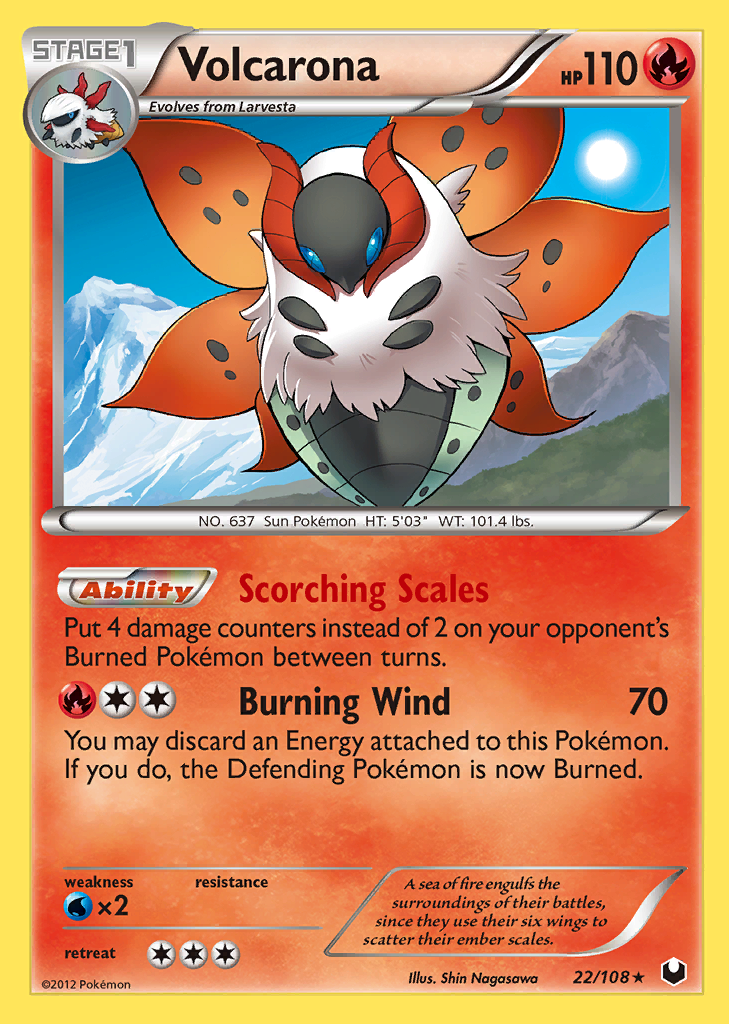 STAGE1
Volcarona
HP110
Evolves from Larvesta
NO. 637 Sun Pokémon HT: 5'03" WT: 101.4 lbs.
Ability Scorching Scales
Put 4 damage counters instead of 2 on your opponent's
Burned Pokémon between turns.
Burning Wind 70
You may discard an Energy attached to this Pokémon.
If you do, the Defending Pokémon is now Burned.
weakness resistance
×2
retreat
A sea of fire engulfs the
surroundings of their battles,
since they use their six wings to
scatter their ember scales.
©2012 Pokémon
Illus. Shin Nagasawa
22/108★